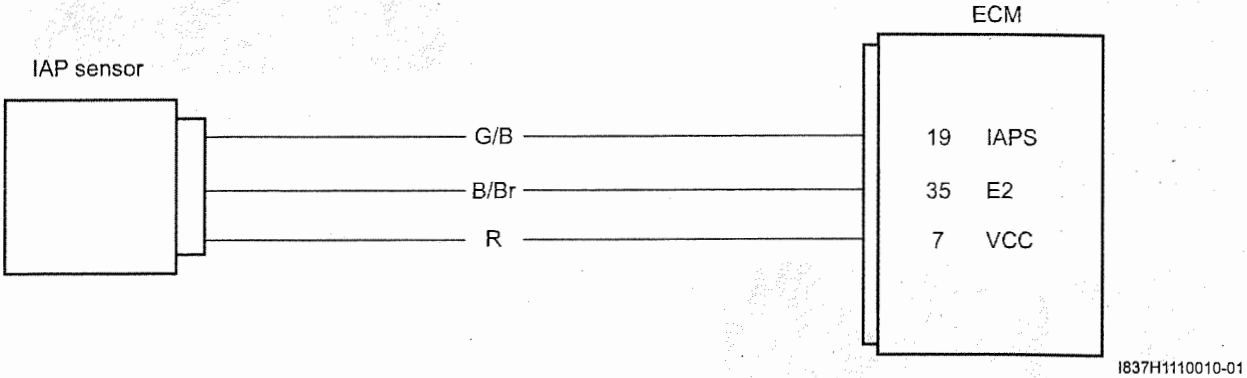 ECM
IAP sensor
G/B 19 IAPS
B/Br 35 E2
R 7 VCC
I837H1110010-01